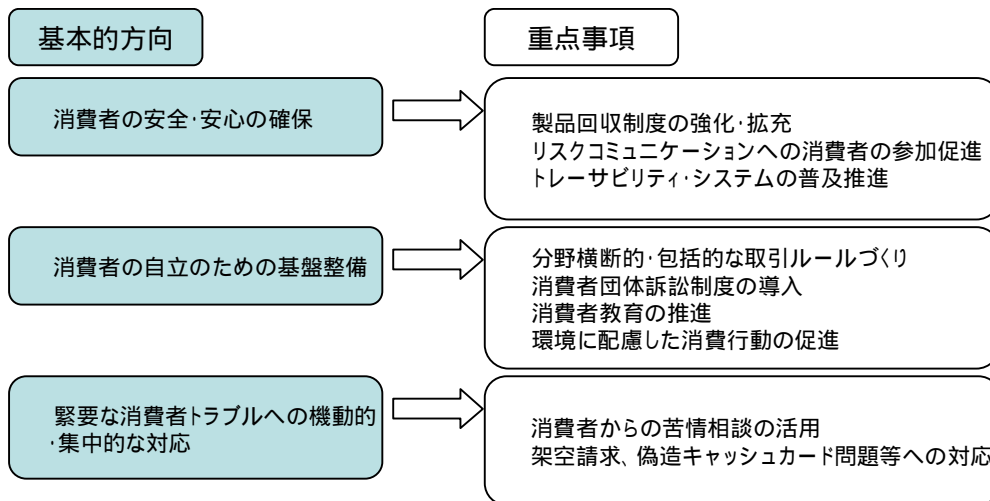 基本的方向
重点事項
消費者の安全・安心の確保
製品回収制度の強化・拡充
リスクコミュニケーションへの消費者の参加促進
トレーサビリティ・システムの普及推進
消費者の自立のための基盤整備
分野横断的・包括的な取引ルールづくり
消費者団体訴訟制度の導入
消費者教育の推進
環境に配慮した消費行動の促進
緊要な消費者トラブルへの機動的
・集中的な対応
消費者からの苦情相談の活用
架空請求、偽造キャッシュカード問題等への対応